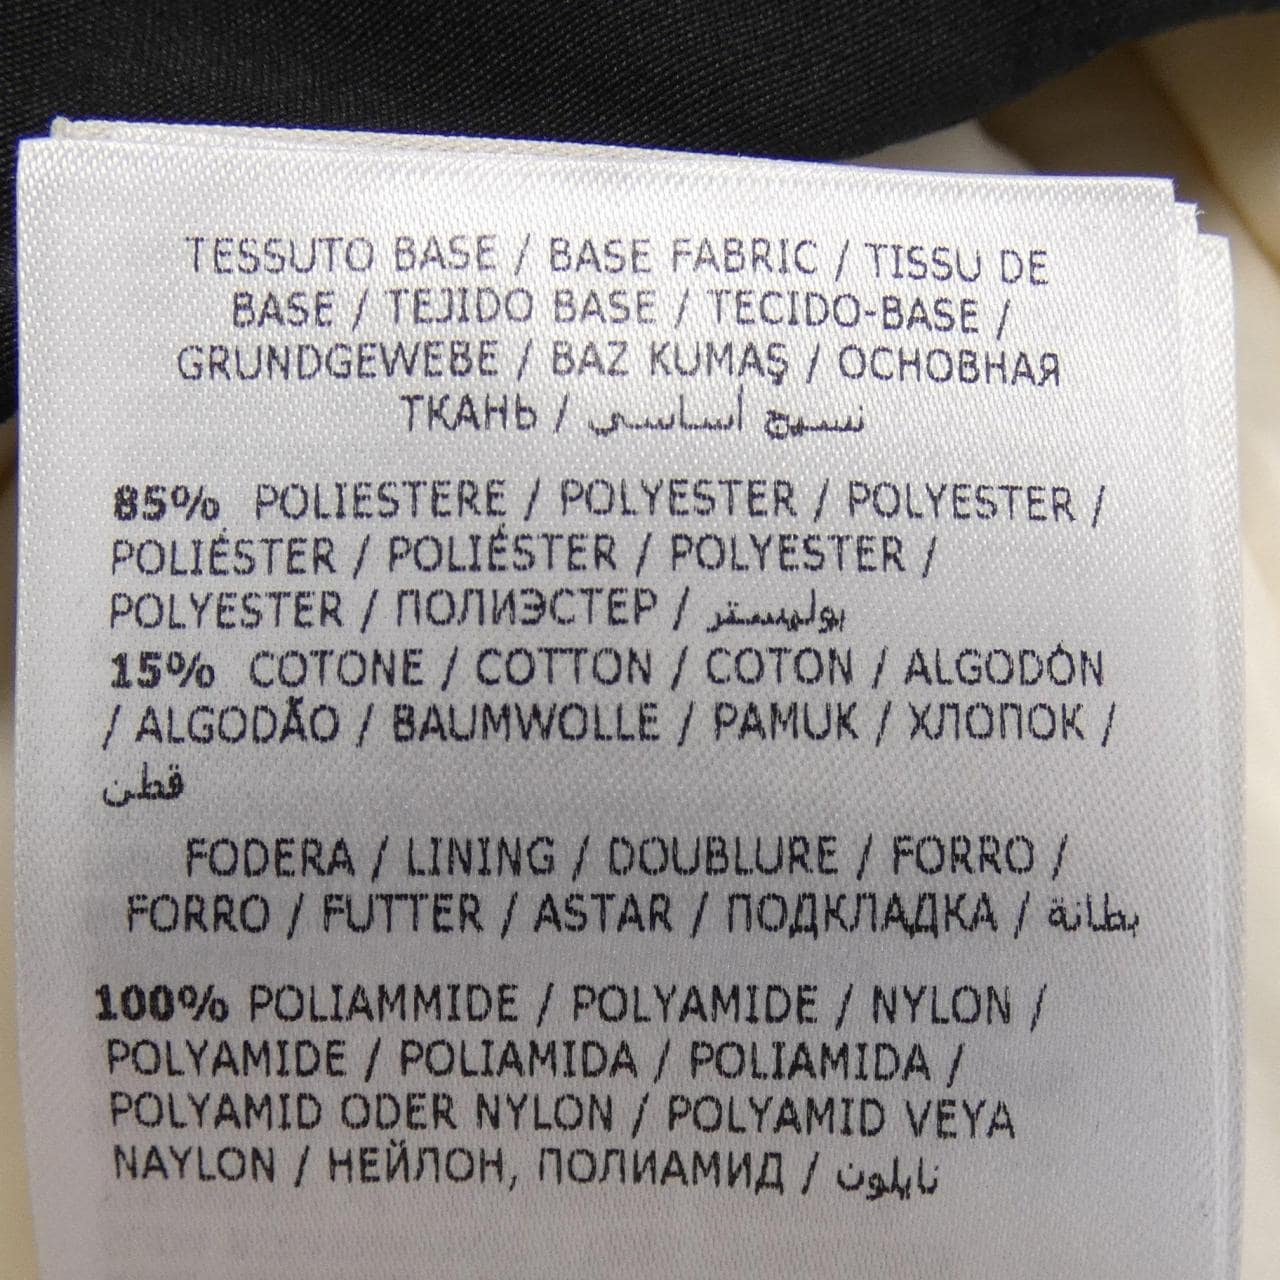 TESSUTO BASE / BASE FABRIC / TISSU DE
BASE / TEJIDO BASE / TECIDO-BASE /
GRUNDGEWEBE / BAZ KUMAŞ / ОСНОВНАЯ
ТКАНЬ / نسيج أساسي
85% POLIESTERE / POLYESTER / POLYESTER /
POLIÉSTER / POLIÉSTER / POLYESTER /
POLYESTER / ПОЛИЭСТЕР / بوليستر
15% COTONE / COTTON / COTON / ALGODÓN
/ ALGODÃO / BAUMWOLLE / PAMUK / ХЛОПОК /
قطن
FODERA / LINING / DOUBLURE / FORRO /
FORRO / FUTTER / ASTAR / ПОДКЛАДКА / بطانة
100% POLIAMMIDE / POLYAMIDE / NYLON /
POLYAMIDE / POLIAMIDA / POLIAMIDA /
POLYAMID ODER NYLON / POLYAMID VEYA
NAYLON / НЕЙЛОН, ПОЛИАМИД / نايلون